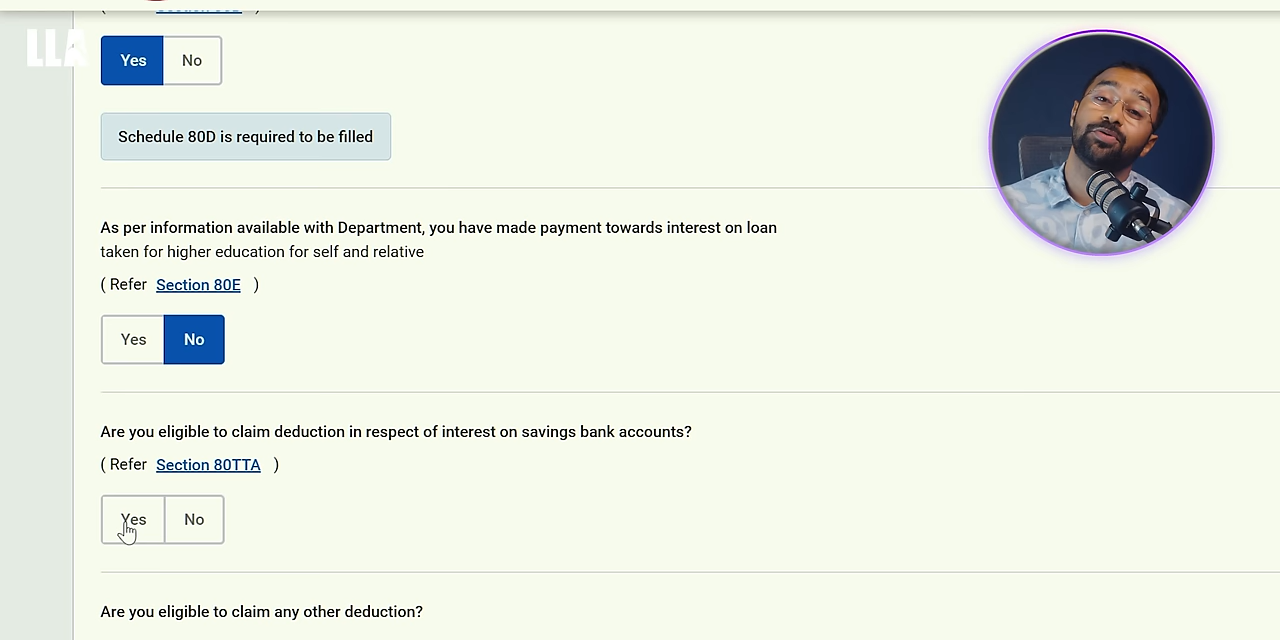 LLA
Yes No
Schedule 80D is required to be filled
As per information available with Department, you have made payment towards interest on loan
taken for higher education for self and relative
( Refer Section 80E )
Yes No
Are you eligible to claim deduction in respect of interest on savings bank accounts?
( Refer Section 80TTA )
Yes No
Are you eligible to claim any other deduction?